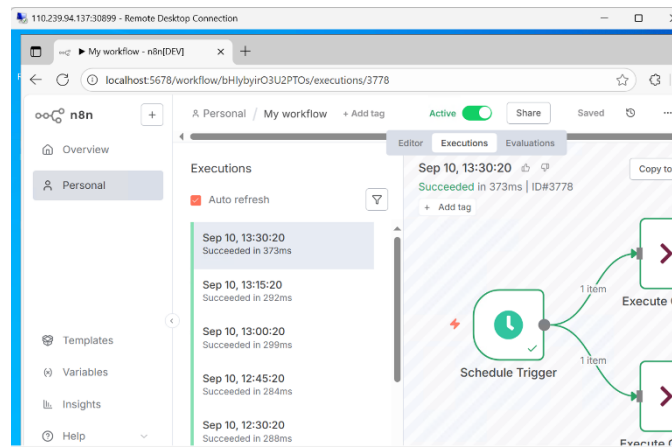 110.239.94.137:30899 - Remote Desktop Connection
My workflow - n8n[DEV]
localhost:5678/workflow/bHlybyirO3U2PTOs/executions/3778
n8n
Personal / My workflow + Add tag Active Share Saved
Editor Executions Evaluations
Overview
Personal
Templates
Variables
Insights
Help
Executions
Auto refresh
Sep 10, 13:30:20
Succeeded in 373ms
Sep 10, 13:15:20
Succeeded in 292ms
Sep 10, 13:00:20
Succeeded in 299ms
Sep 10, 12:45:20
Succeeded in 284ms
Sep 10, 12:30:20
Succeeded in 288ms
Sep 10, 13:30:20
Succeeded in 373ms | ID#3778
+ Add tag
Copy to
1 item
Execute
Schedule Trigger
1 item
Execute